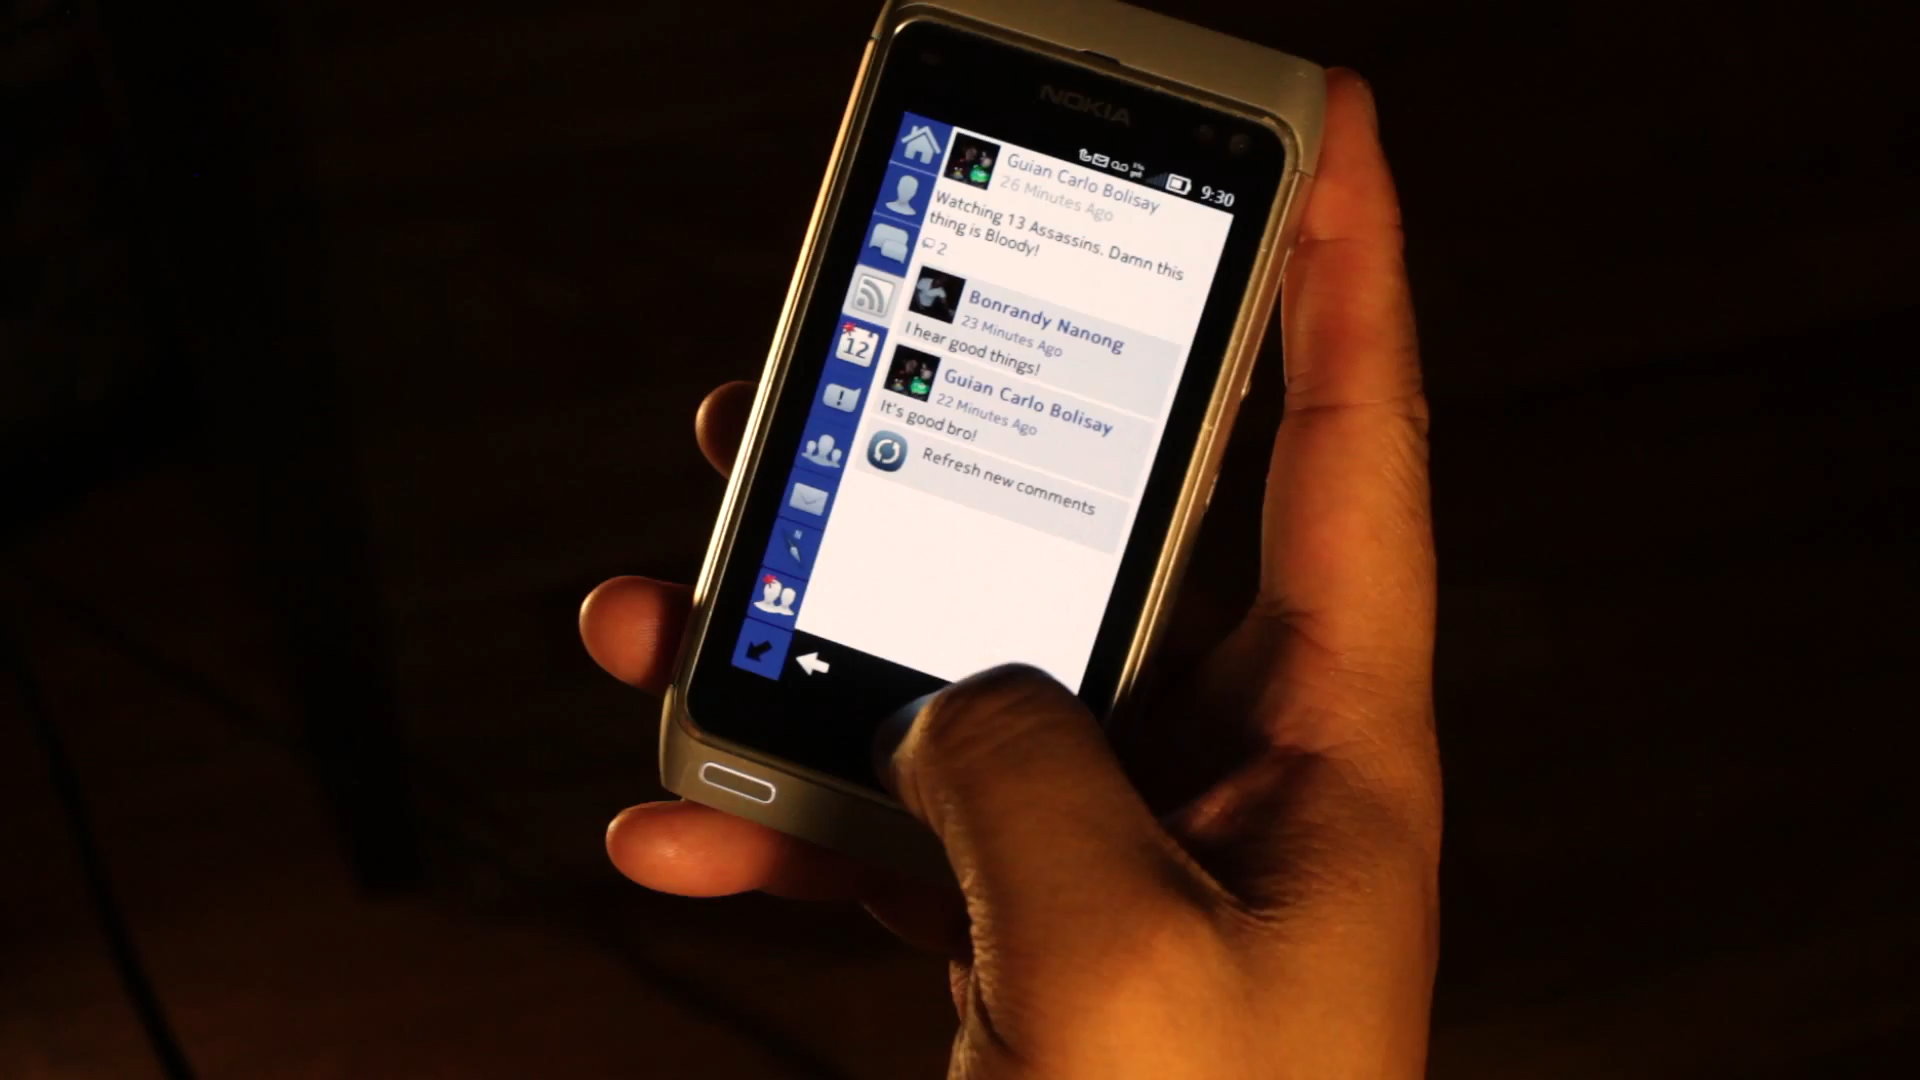 NOKIA
9:30
Guian Carlo Bolisay
26 Minutes Ago
Watching 13 Assassins. Damn this
thing is Bloody!
2
Bonrandy Nanong
23 Minutes Ago
I hear good things!
Guian Carlo Bolisay
22 Minutes Ago
It's good bro!
Refresh new comments
12
!
N